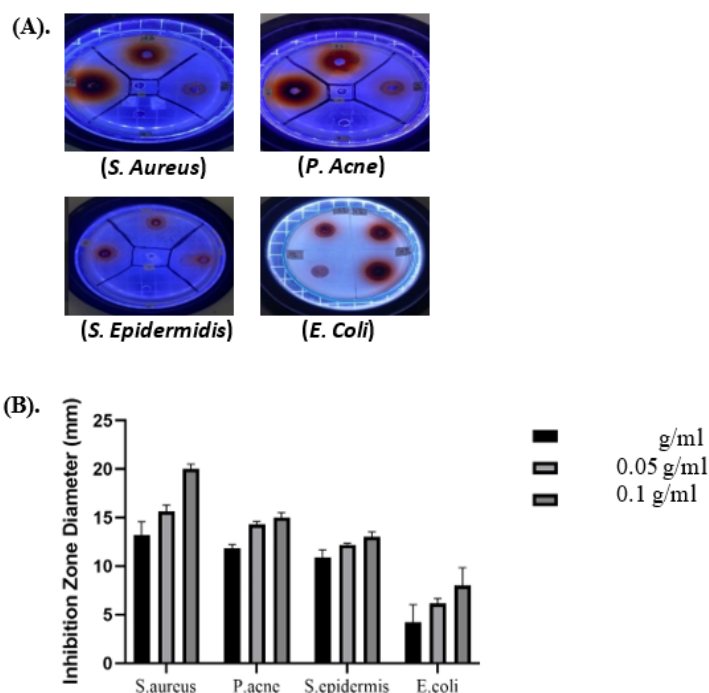 (A).
(S. Aureus) (P. Acne)
(S. Epidermidis) (E. Coli)
(B).
Inhibition Zone Diameter (mm)
25
20
15
10
5
0
S.aureus P.acne S.epidermis E.coli
g/ml
0.05 g/ml
0.1 g/ml